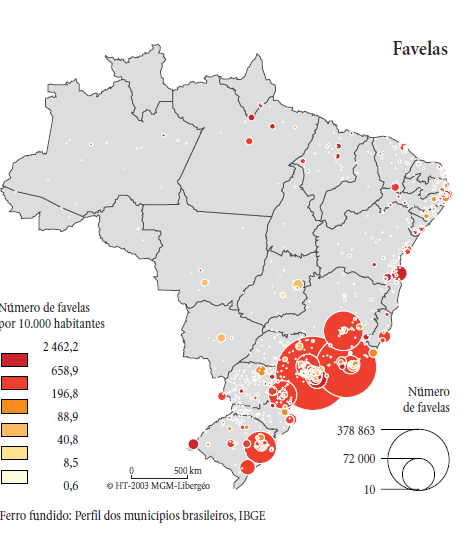 Favelas
Número de favelas
por 10.000 habitantes
2 462,2
658,9
196,8
88,9
40,8
8,5
0,6
0 500 km
© HT-2003 MGM-Libergéo
Número
de favelas
378 863
72 000
10
Ferro fundido: Perfil dos municípios brasileiros, IBGE